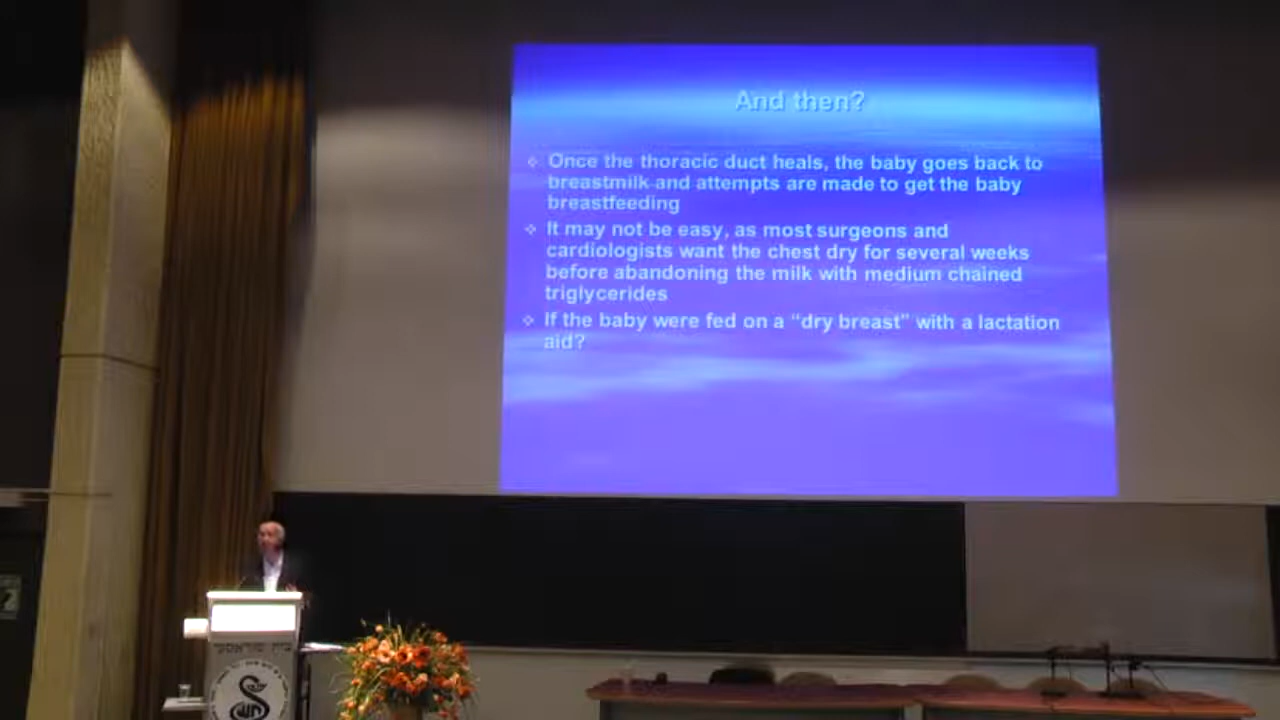 And then?
Once the thoracic duct heals, the baby goes back to
breastmilk and attempts are made to get the baby
breastfeeding
It may not be easy, as most surgeons and
cardiologists want the chest dry for several weeks
before abandoning the milk with medium chained
triglycerides
If the baby were fed on a “dry breast” with a lactation
aid?
2